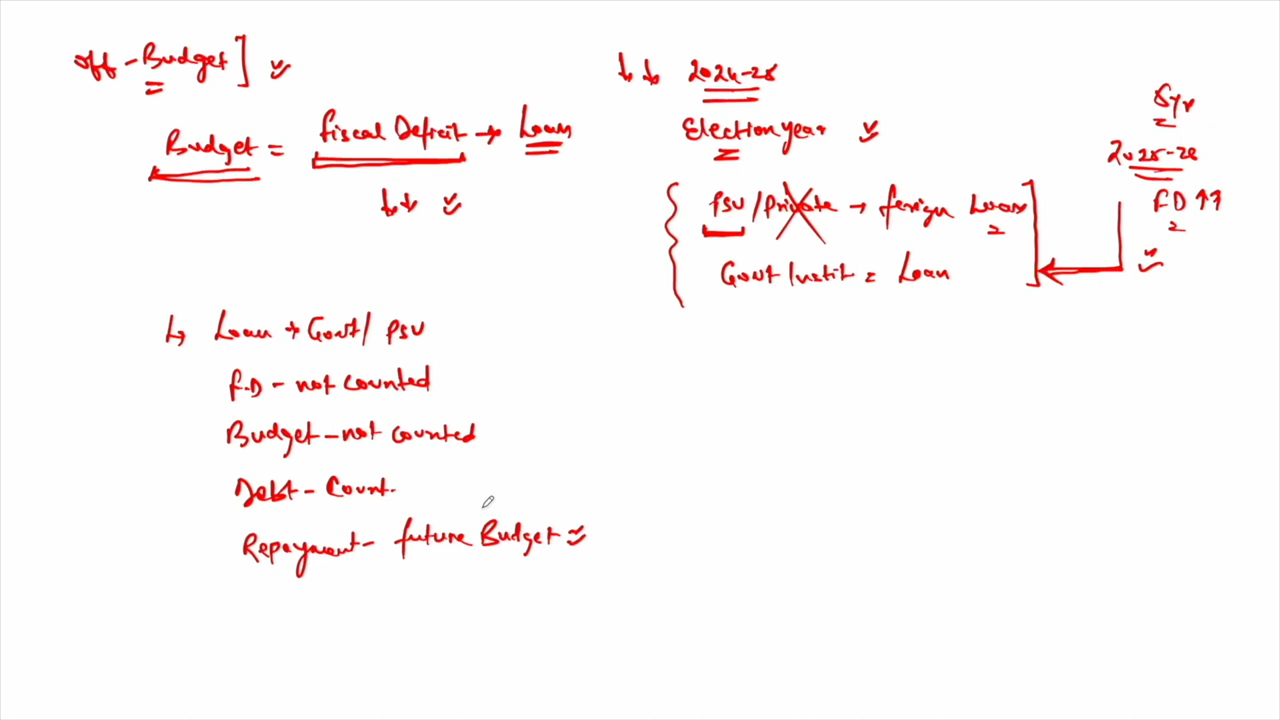 off - Budget]
Budget = fiscal Deficit → Loan
↓↓
↳ Loan → Govt / PSU
F.D - not counted
Budget - not counted
Debt - Count.
Repayment - future Budget
↓↓ 2024-25
Election year
PSU / Private → foreign Loan
Govt Instit = Loan
5yr
2025-26
FD ↑↑